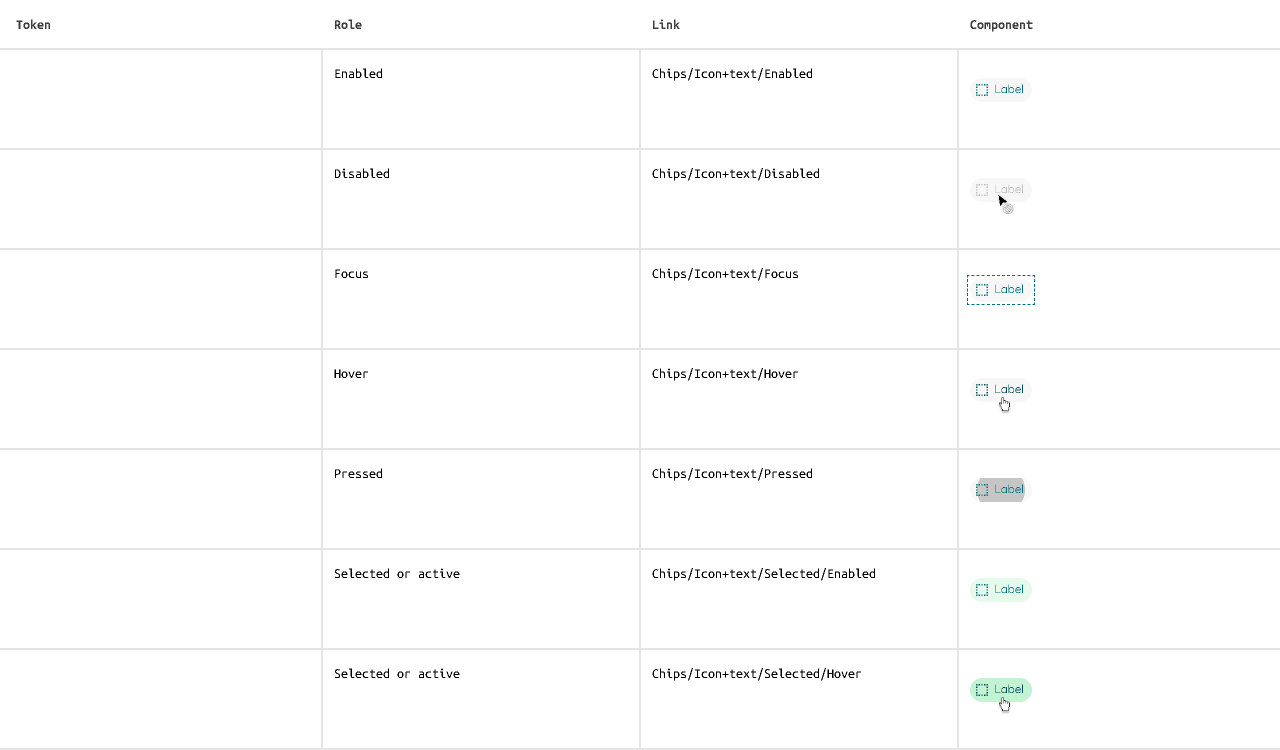 Token Role Link Component
Enabled Chips/Icon+text/Enabled Label
Disabled Chips/Icon+text/Disabled Label
Focus Chips/Icon+text/Focus Label
Hover Chips/Icon+text/Hover Label
Pressed Chips/Icon+text/Pressed Label
Selected or active Chips/Icon+text/Selected/Enabled Label
Selected or active Chips/Icon+text/Selected/Hover Label